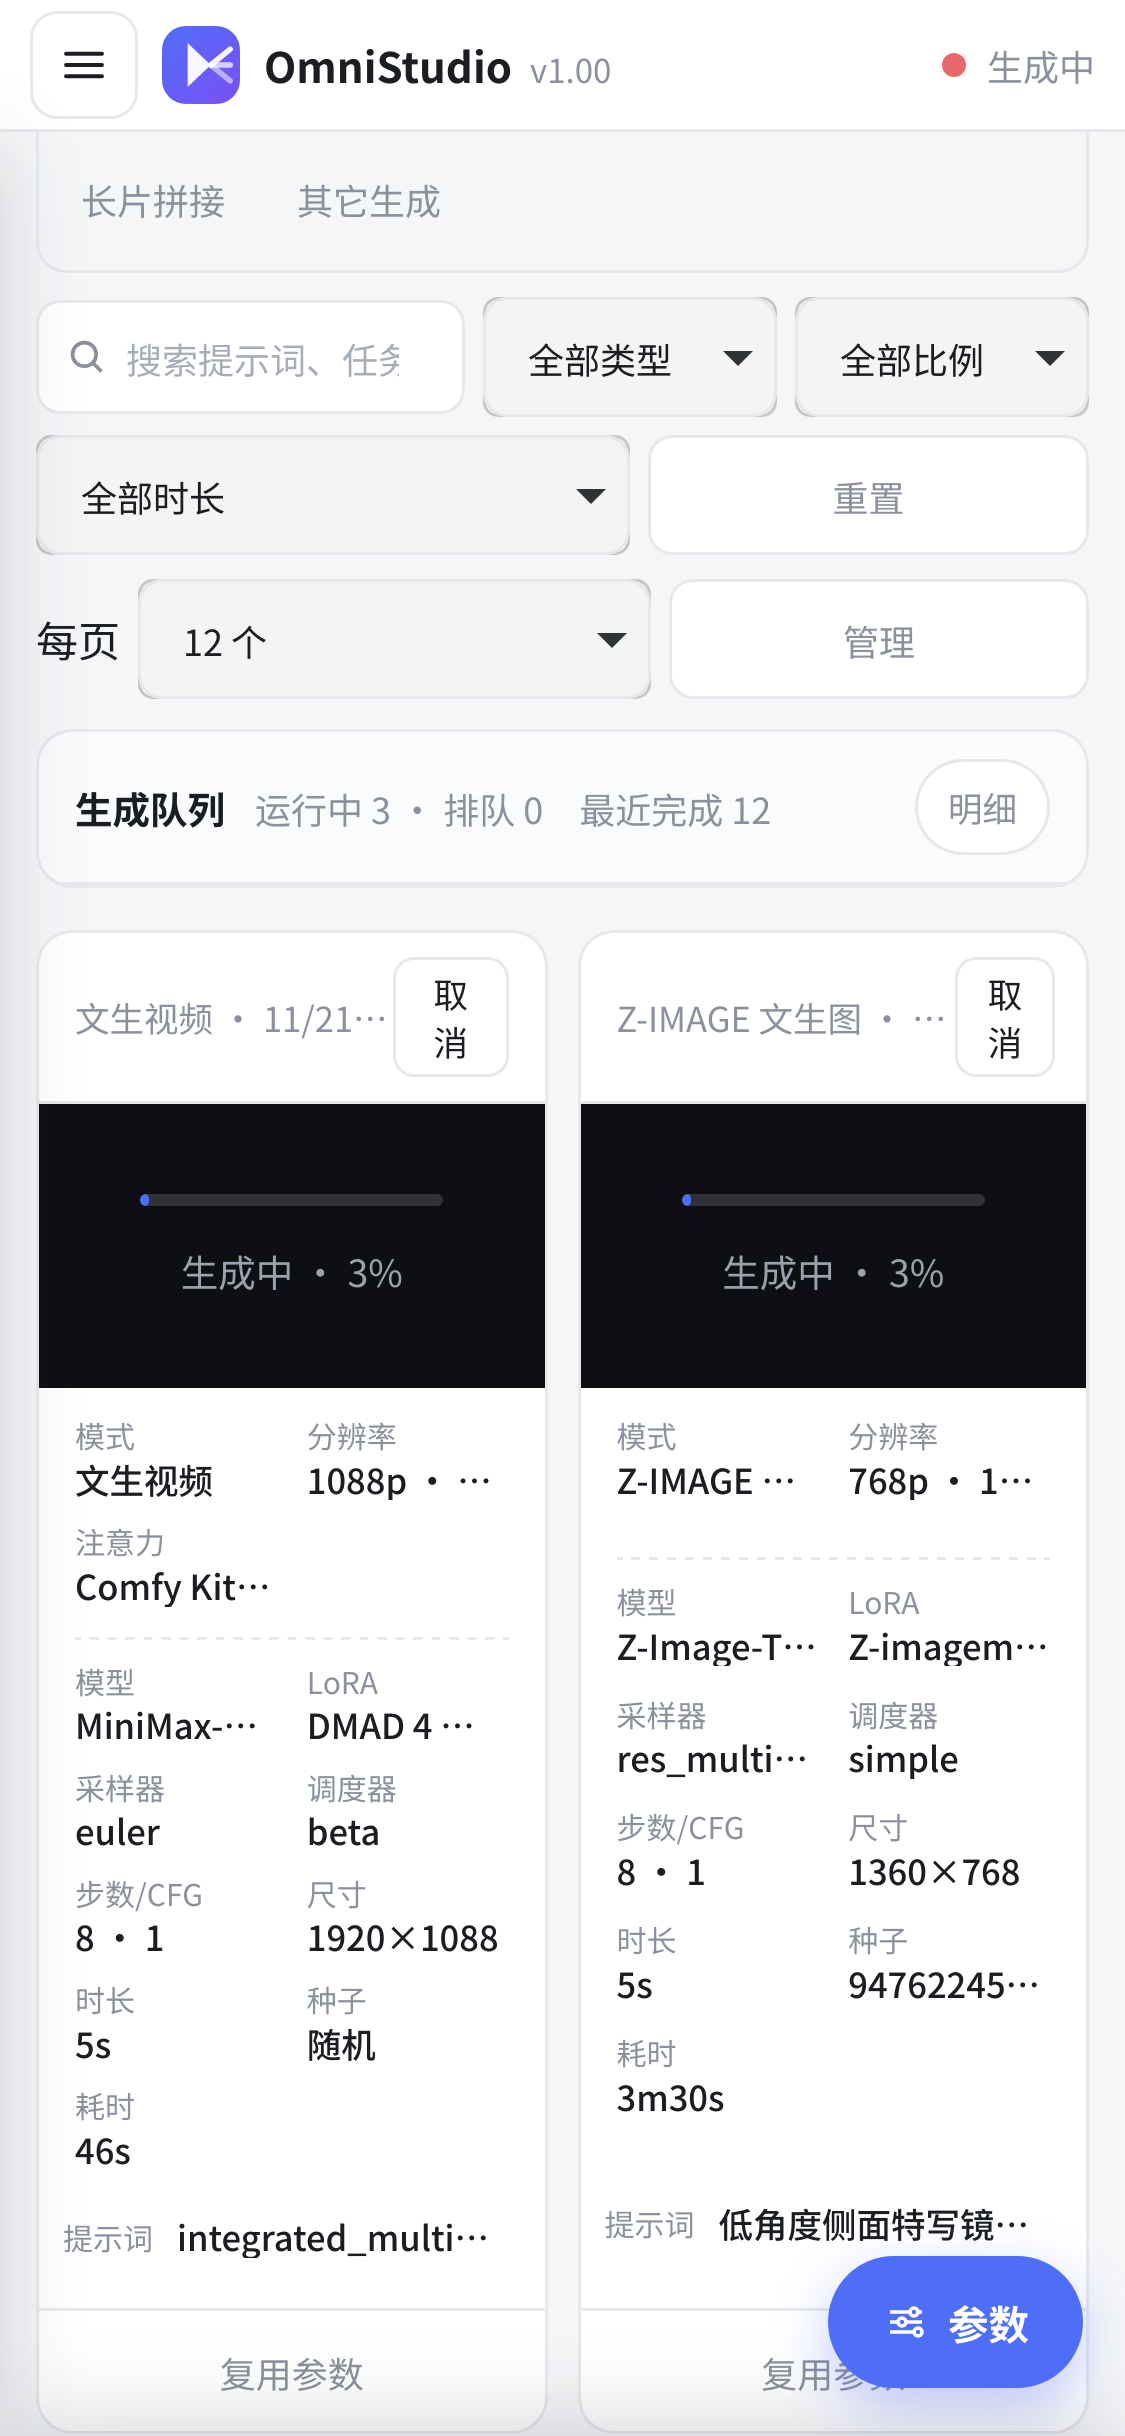 OmniStudio v1.00
生成中
长片拼接 其它生成
搜索提示词、任务
全部类型
全部比例
全部时长
重置
每页
12 个
管理
生成队列 运行中 3 · 排队 0 最近完成 12
明细
文生视频 · 11/21…
取
消
生成中 · 3%
模式
文生视频
分辨率
1088p · …
注意力
Comfy Kit…
模型
MiniMax-…
LoRA
DMAD 4 …
采样器
euler
调度器
beta
步数/CFG
8 · 1
尺寸
1920×1088
时长
5s
种子
随机
耗时
46s
提示词 integrated_multi…
复用参数
Z-IMAGE 文生图 · …
取
消
生成中 · 3%
模式
Z-IMAGE …
分辨率
768p · 1…
模型
Z-Image-T…
LoRA
Z-imagem…
采样器
res_multi…
调度器
simple
步数/CFG
8 · 1
尺寸
1360×768
时长
5s
种子
94762245…
耗时
3m30s
提示词 低角度侧面特写镜…
复用参数
参数